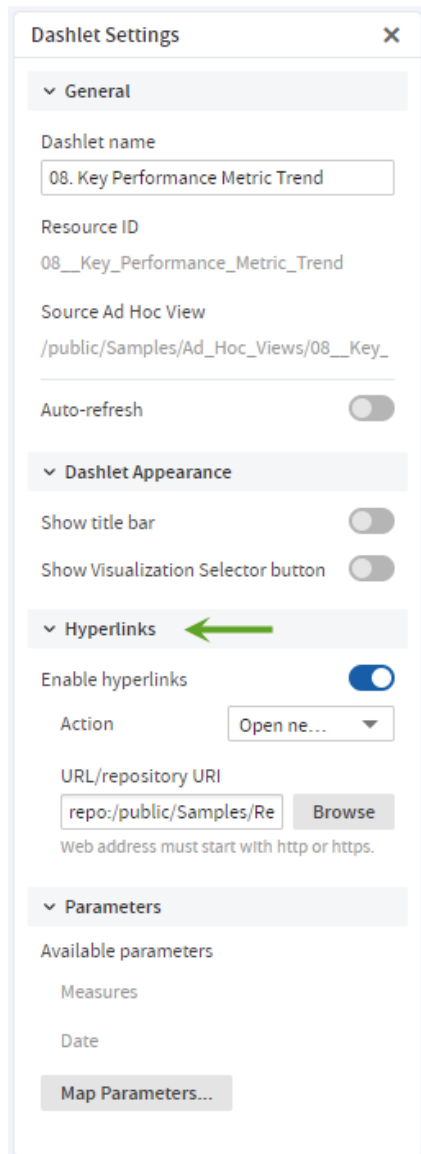 Dashlet Settings
General
Dashlet name
08. Key Performance Metric Trend
Resource ID
08__Key_Performance_Metric_Trend
Source Ad Hoc View
/public/Samples/Ad_Hoc_Views/08__Key_
Auto-refresh
Dashlet Appearance
Show title bar
Show Visualization Selector button
Hyperlinks
Enable hyperlinks
Action Open ne...
URL/repository URI
repo:/public/Samples/Re Browse
Web address must start with http or https.
Parameters
Available parameters
Measures
Date
Map Parameters...